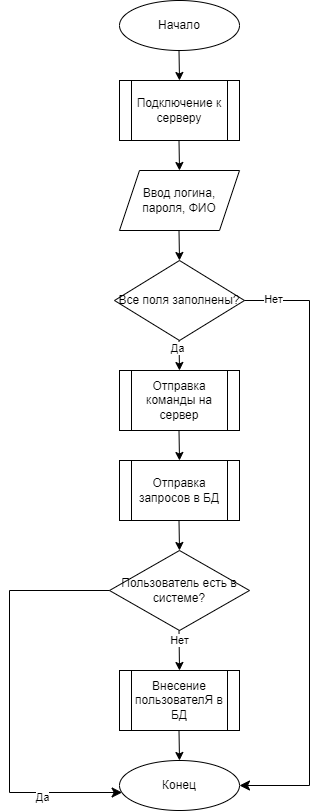 Начало
Подключение к
серверу
Ввод логина,
пароля, ФИО
Все поля заполнены?
Нет
Да
Отправка
команды на
сервер
Отправка
запросов в БД
Пользователь есть в
системе?
Нет
Внесение
пользователЯ в
БД
Конец
Да